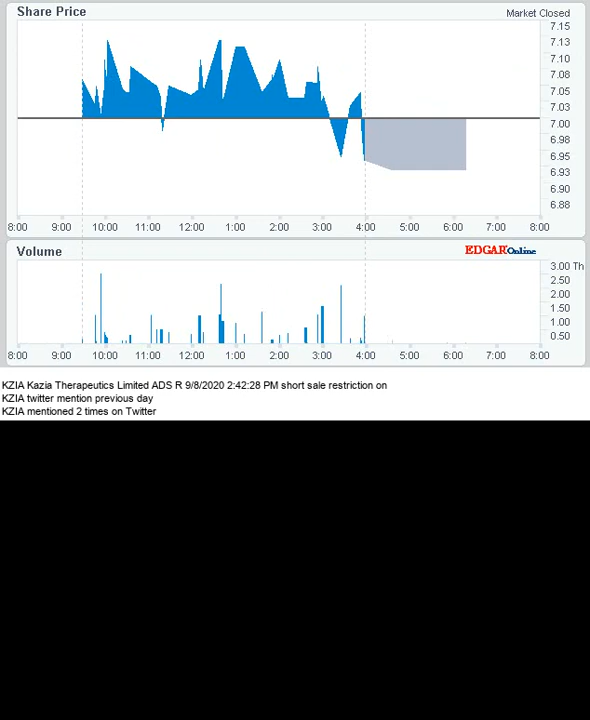 Share Price
Market Closed
7.15
7.13
7.10
7.08
7.05
7.03
7.00
6.98
6.95
6.93
6.90
6.88
8:00 9:00 10:00 11:00 12:00 1:00 2:00 3:00 4:00 5:00 6:00 7:00 8:00
Volume
EDGAROnline
3.00 Th
2.50
2.00
1.50
1.00
0.50
8:00 9:00 10:00 11:00 12:00 1:00 2:00 3:00 4:00 5:00 6:00 7:00 8:00
KZIA Kazia Therapeutics Limited ADS R 9/8/2020 2:42:28 PM short sale restriction on
KZIA twitter mention previous day
KZIA mentioned 2 times on Twitter